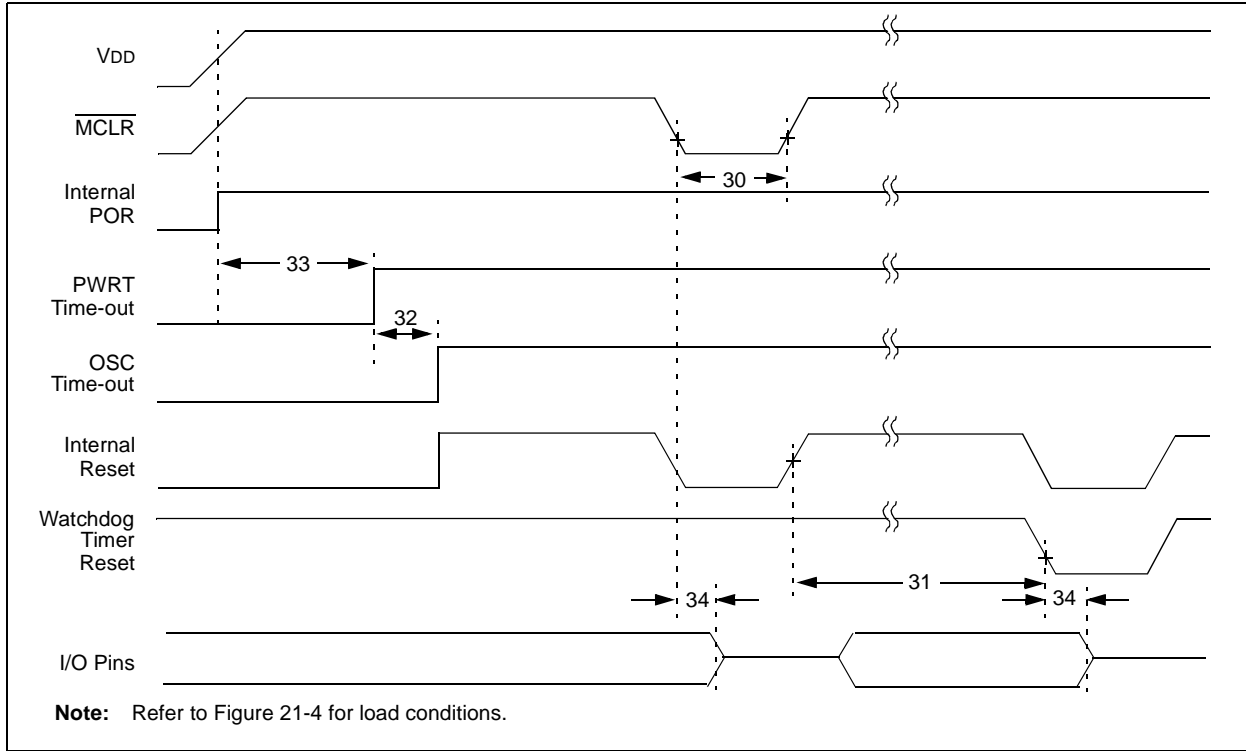 VDD
MCLR
30
Internal
POR
33
PWRT
Time-out
32
OSC
Time-out
Internal
Reset
Watchdog
Timer
Reset
31
34
34
I/O Pins
Note: Refer to Figure 21-4 for load conditions.